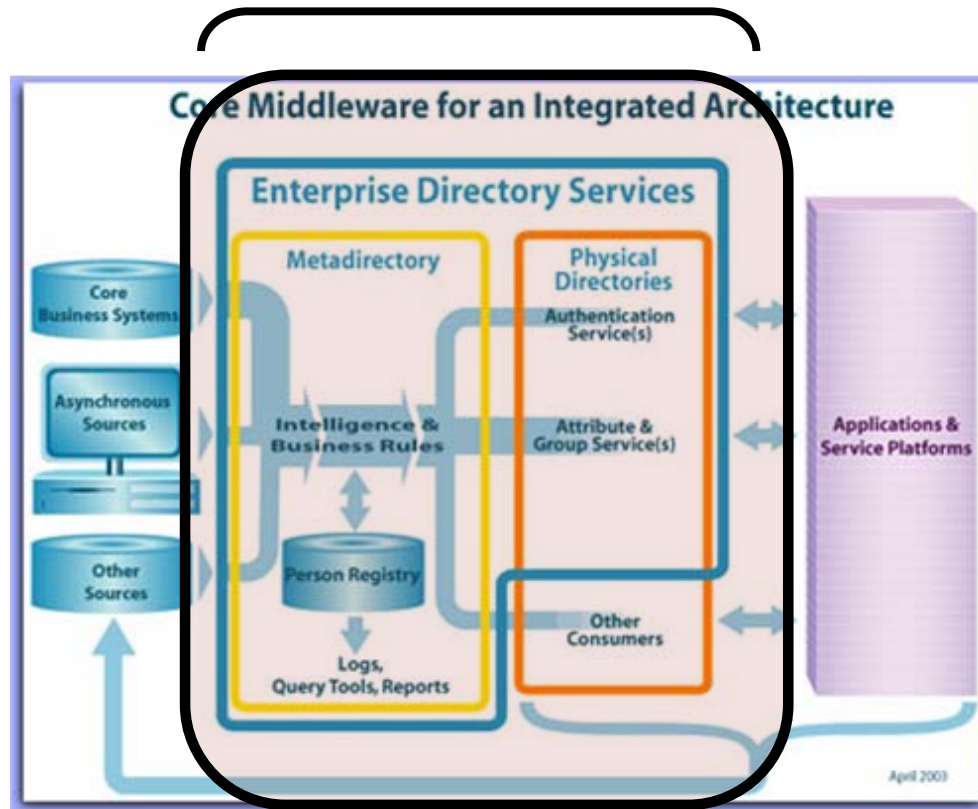 Core Middleware for an Integrated Architecture
Enterprise Directory Services
Metadirectory
Physical
Directories
Core
Business Systems
Authentication
Service(s)
Asynchronous
Sources
Intelligence &
Business Rules
Attribute &
Group Service(s)
Applications &
Service Platforms
Other
Sources
Person Registry
Other
Consumers
Logs,
Query Tools, Reports
April 2003